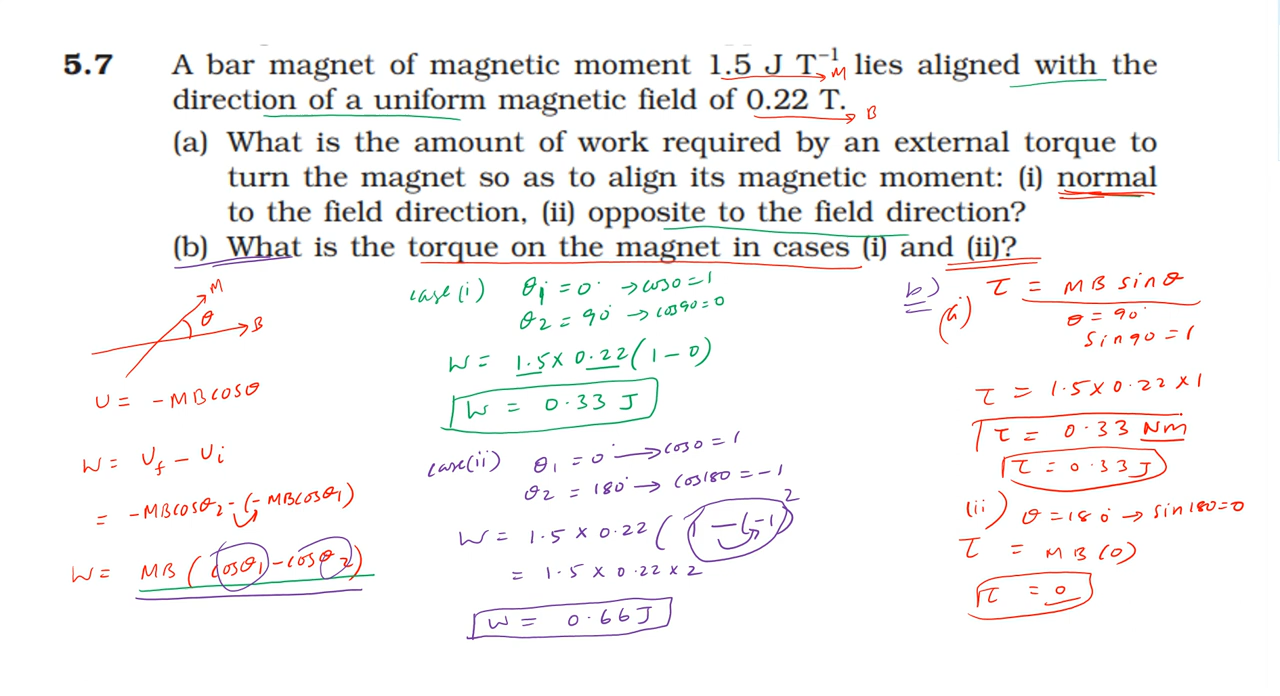 5.7 A bar magnet of magnetic moment 1.5 J T⁻¹ lies aligned with the
M
direction of a uniform magnetic field of 0.22 T.
B
(a) What is the amount of work required by an external torque to
turn the magnet so as to align its magnetic moment: (i) normal
to the field direction, (ii) opposite to the field direction?
(b) What is the torque on the magnet in cases (i) and (ii)?
M
θ
B
U = -MBcosθ
W = U_f - U_i
= -MBcosθ₂ - (-MBcosθ₁)
W = MB (cosθ₁ - cosθ₂)
case(i) θ₁ = 0° → cos0 = 1
θ₂ = 90° → cos90 = 0
W = 1.5 x 0.22 (1 - 0)
W = 0.33 J
case(ii) θ₁ = 0° → cos0 = 1
θ₂ = 180° → cos180 = -1
W = 1.5 x 0.22 (1 - (-1)) 2
= 1.5 x 0.22 x 2
W = 0.66 J
b) τ = MB sinθ
(i) θ = 90°
sin90 = 1
τ = 1.5 x 0.22 x 1
τ = 0.33 Nm
τ = 0.33 J
(ii) θ = 180° → sin180 = 0
τ = MB (0)
τ = 0